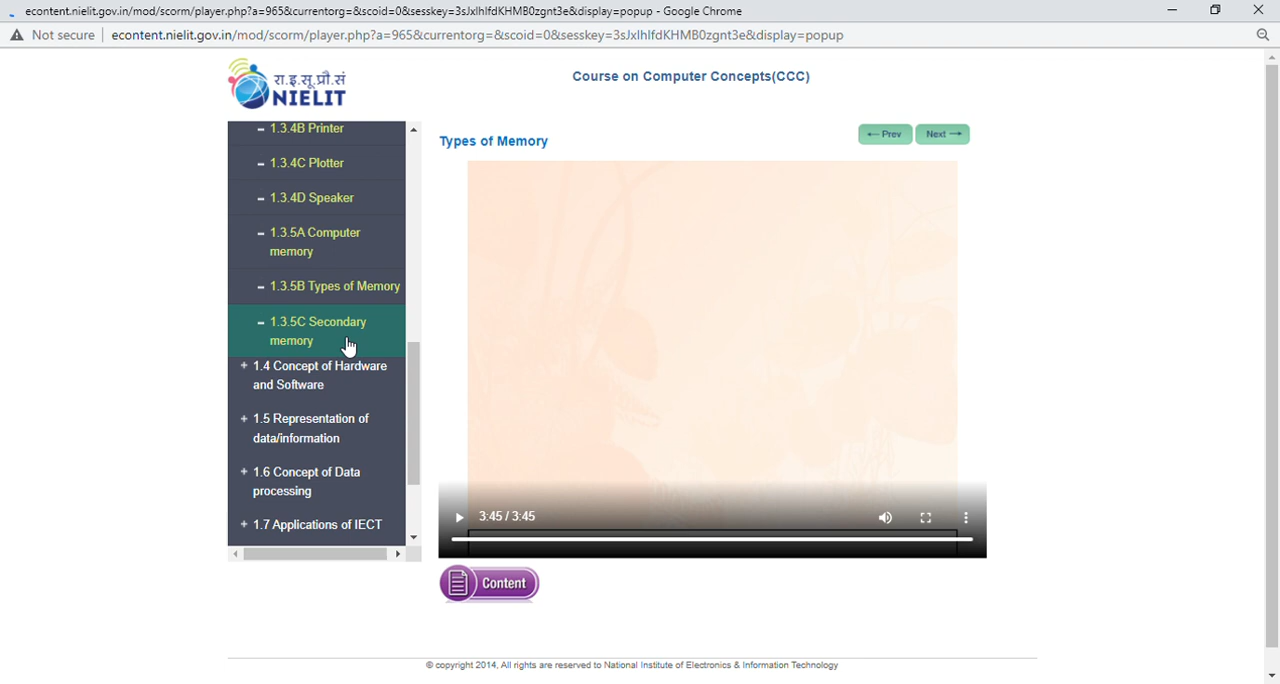 econtent.nielit.gov.in/mod/scorm/player.php?a=965&currentorg=&scoid=0&sesskey=3sJxlhlfdKHMB0zgnt3e&display=popup - Google Chrome
Not secure econtent.nielit.gov.in/mod/scorm/player.php?a=965&currentorg=&scoid=0&sesskey=3sJxlhlfdKHMB0zgnt3e&display=popup
रा.इ.सू.प्रौ.सं
NIELIT
Course on Computer Concepts(CCC)
1.3.4B Printer
1.3.4C Plotter
1.3.4D Speaker
1.3.5A Computer
memory
1.3.5B Types of Memory
1.3.5C Secondary
memory
+ 1.4 Concept of Hardware
and Software
+ 1.5 Representation of
data/information
+ 1.6 Concept of Data
processing
+ 1.7 Applications of IECT
Types of Memory
← Prev Next →
3:45 / 3:45
Content
© copyright 2014, All rights are reserved to National Institute of Electronics & Information Technology